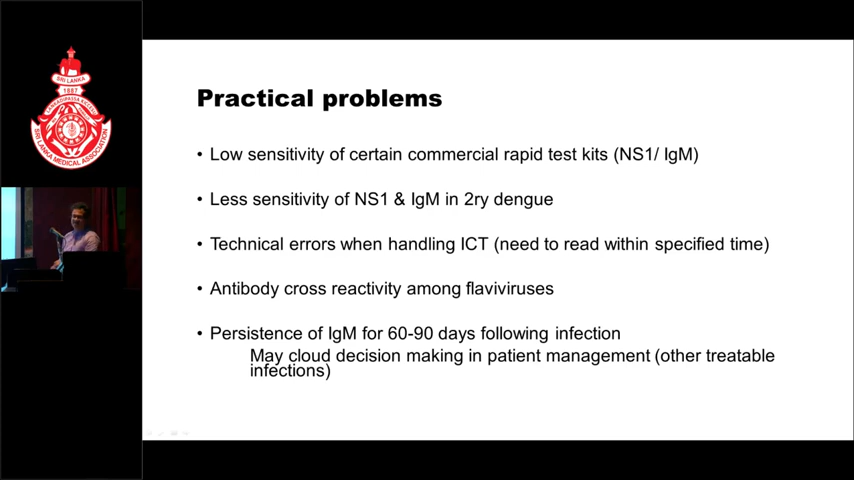 SRI LANKA
1887
SRI LANKA MEDICAL ASSOCIATION
Practical problems
• Low sensitivity of certain commercial rapid test kits (NS1/ IgM)
• Less sensitivity of NS1 & IgM in 2ry dengue
• Technical errors when handling ICT (need to read within specified time)
• Antibody cross reactivity among flaviviruses
• Persistence of IgM for 60-90 days following infection
May cloud decision making in patient management (other treatable
infections)